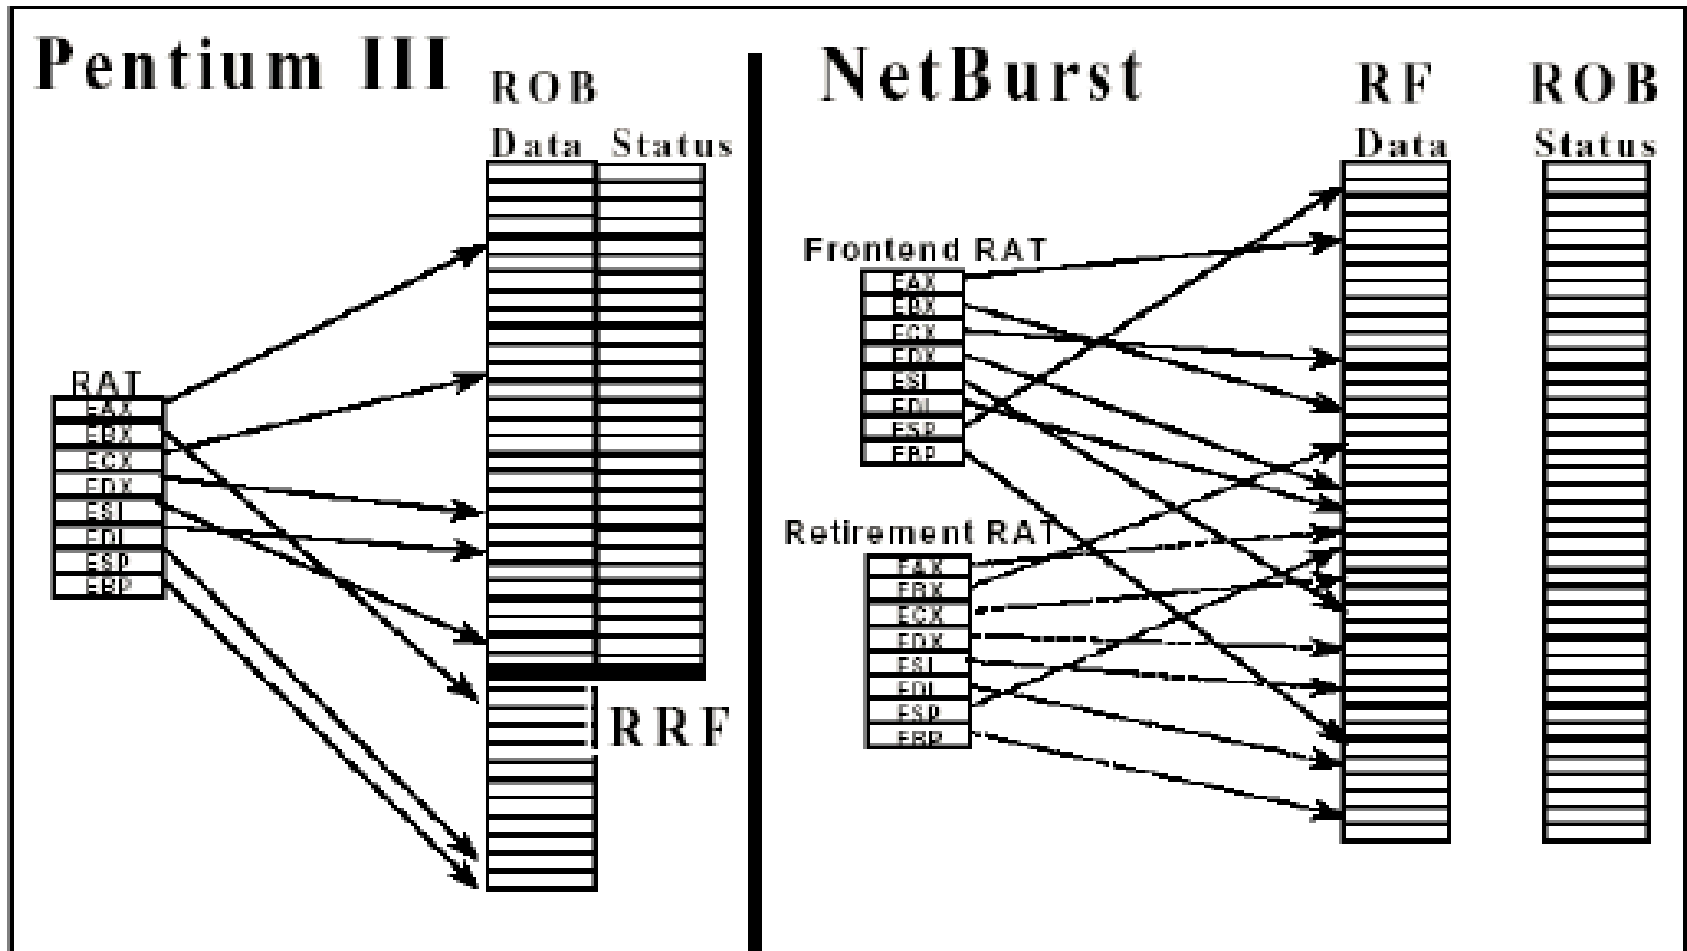 Pentium III
ROB
Data Status
RAT
EAX
EBX
ECX
EDX
ESI
EDI
ESP
EBP
RRF
NetBurst
RF
Data
ROB
Status
Frontend RAT
EAX
EBX
ECX
EDX
ESI
EDI
ESP
EBP
Retirement RAT
EAX
EBX
ECX
EDX
ESI
EDI
ESP
EBP